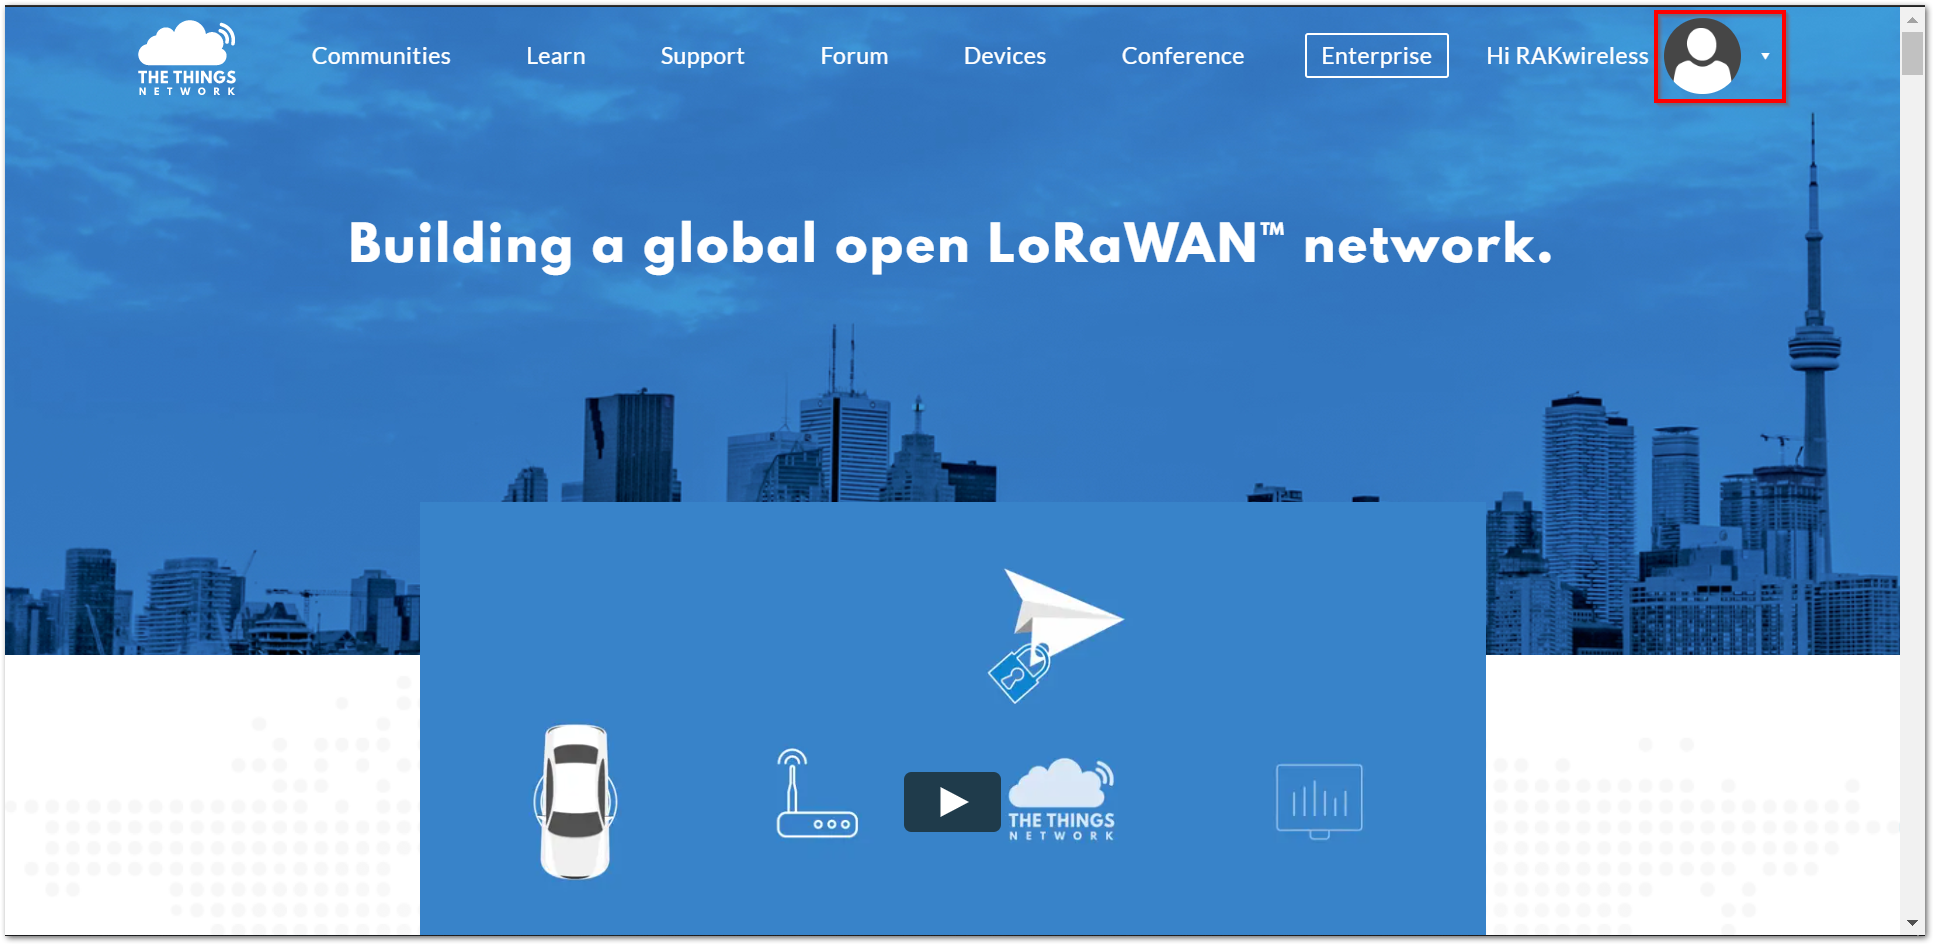 THE THINGS
NETWORK
Communities
Learn
Support
Forum
Devices
Conference
Enterprise
Hi RAKwireless
Building a global open LoRaWAN™ network.
THE THINGS
NETWORK